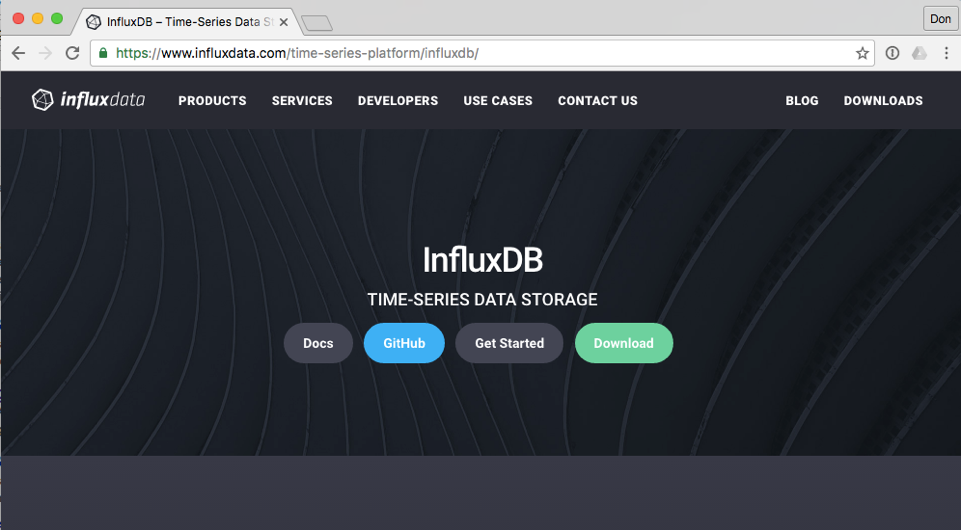 InfluxDB – Time-Series Data St
Don
https://www.influxdata.com/time-series-platform/influxdb/
influxdata PRODUCTS SERVICES DEVELOPERS USE CASES CONTACT US BLOG DOWNLOADS
InfluxDB
TIME-SERIES DATA STORAGE
Docs GitHub Get Started Download